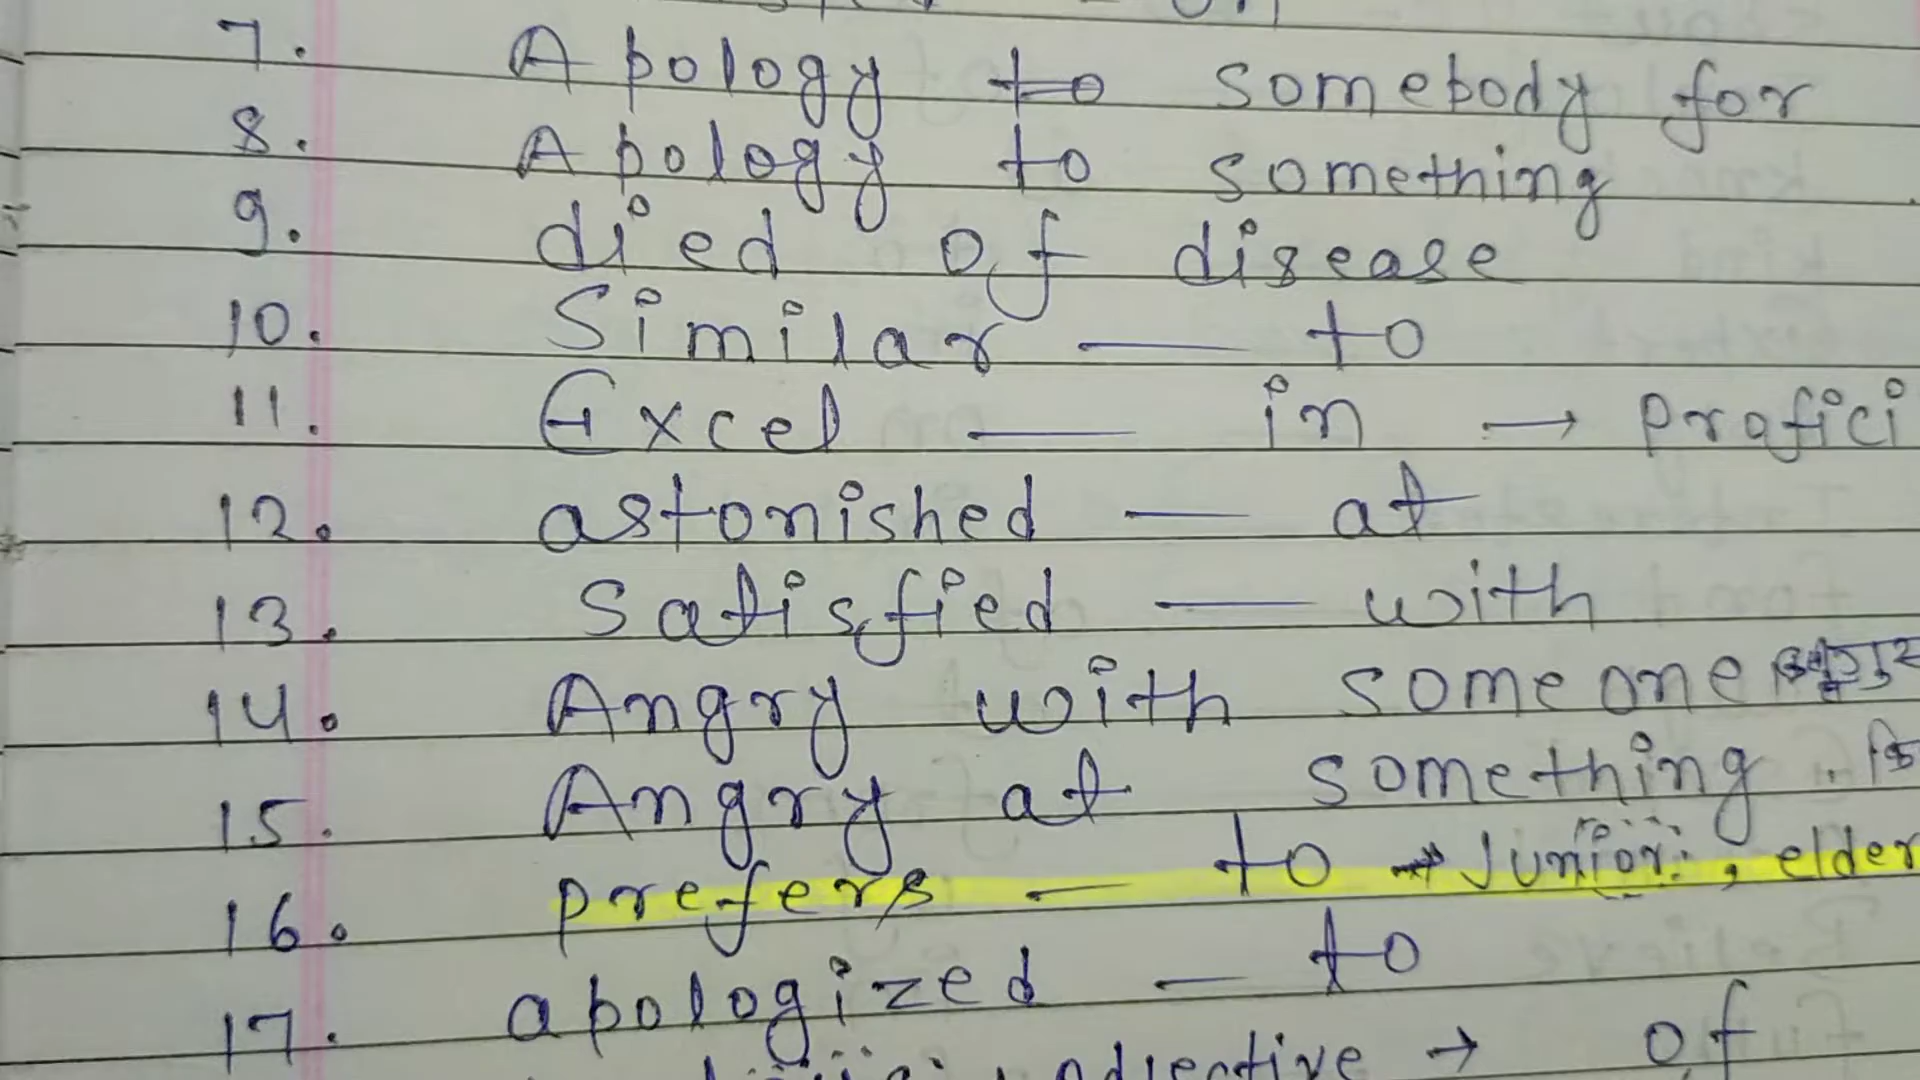 7. Apology to somebody for
8. Apology to something
9. died of disease
10. Similar — to
11. Excel — in → profici
12. astonished — at
13. Satisfied — with
14. Angry with someone
15. Angry at something.
16. prefers — to → Junior, elder
17. apologized — to
adjective → of